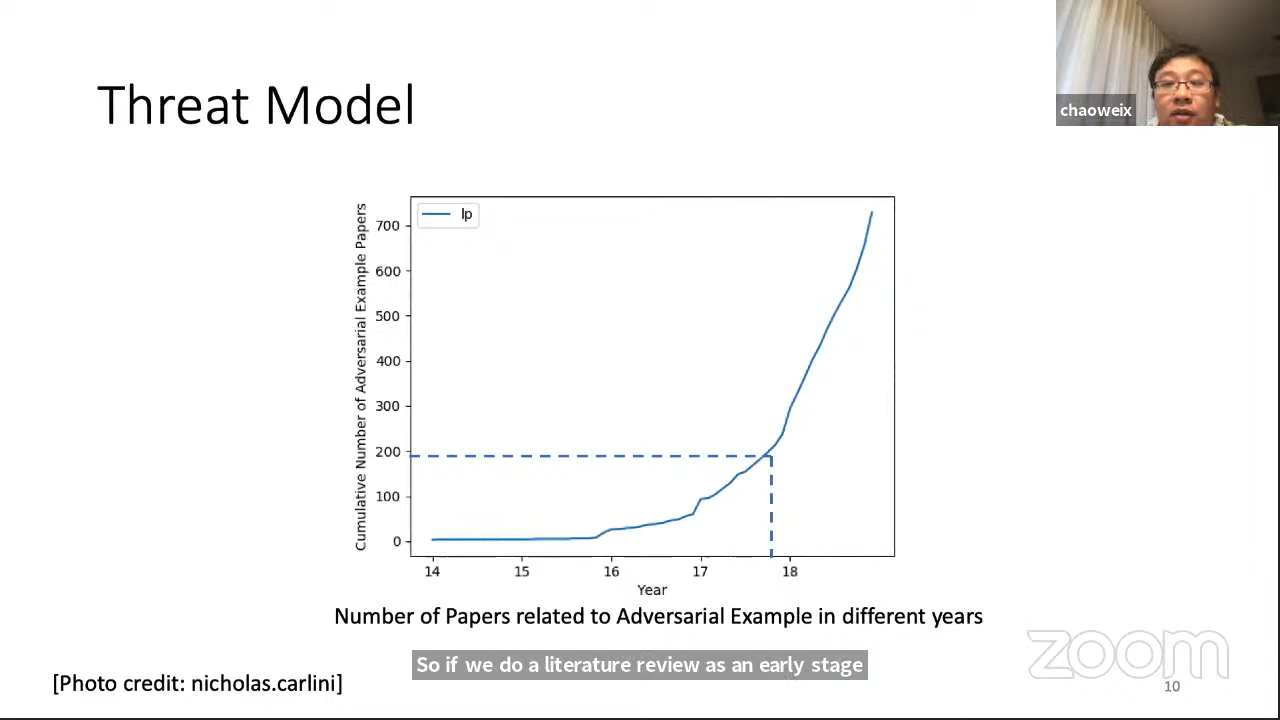 Threat Model
chaoweix
lp
Cumulative Number of Adversarial Example Papers
700
600
500
400
300
200
100
0
14 15 16 17 18
Year
Number of Papers related to Adversarial Example in different years
So if we do a literature review as an early stage
[Photo credit: nicholas.carlini]
zoom
10